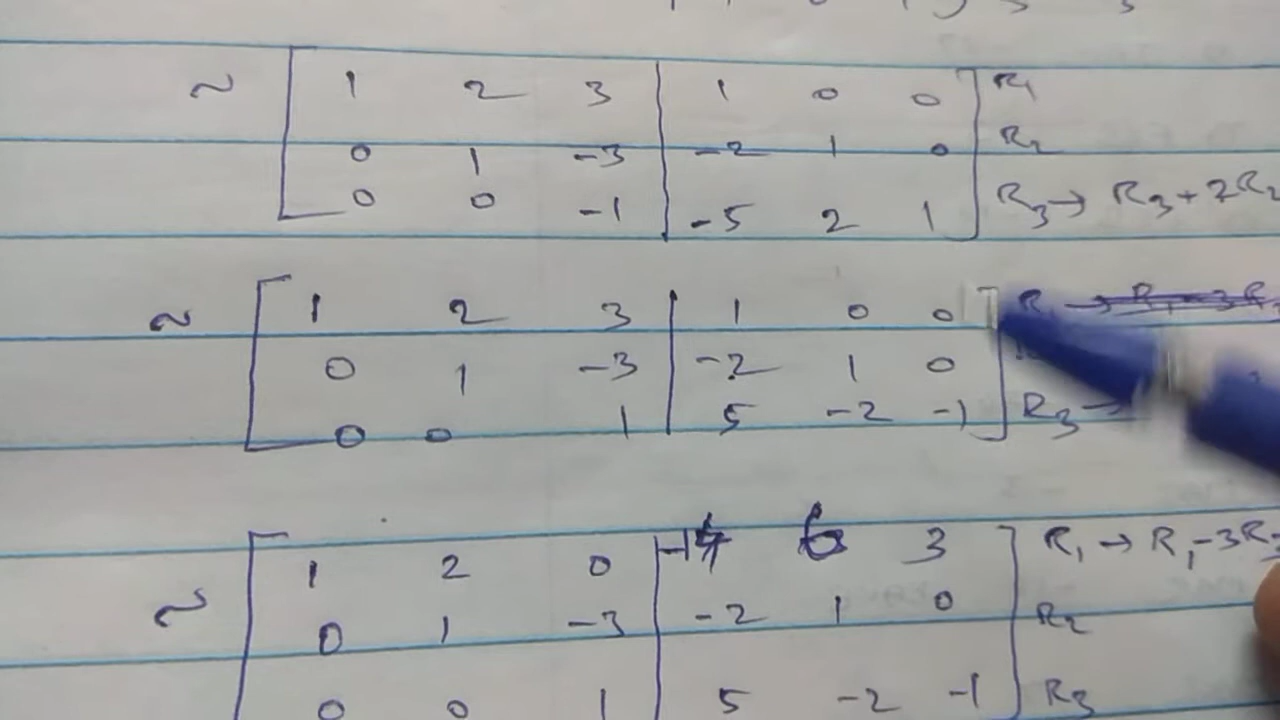 ~ [ 1 2 3 | 1 0 0 ] R₁
0 1 -3 | -2 1 0 R₂
0 0 -1 | -5 2 1 R₃→ R₃+2R₂
~ [ 1 2 3 | 1 0 0 ]
0 1 -3 | -2 1 0
0 0 1 | 5 -2 -1 R₃→
~ [ 1 2 0 | -14 6 3 ] R₁→ R₁-3R₃
0 1 -3 | -2 1 0 R₂
0 0 1 | 5 -2 -1 R₃